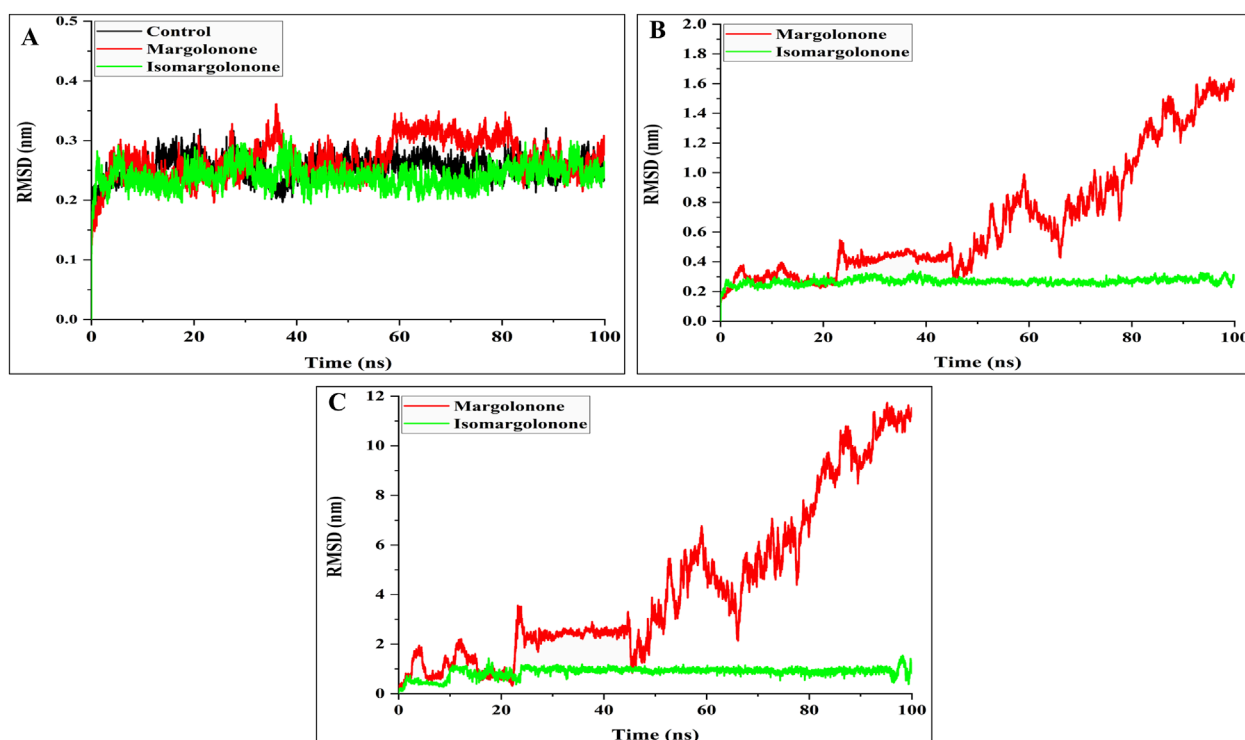 A
Control
Margolonone
Isomargolonone
0.5
0.4
0.3
0.2
0.1
0.0
RMSD (nm)
0 20 40 60 80 100
Time (ns)
B
Margolonone
Isomargolonone
2.0
1.8
1.6
1.4
1.2
1.0
0.8
0.6
0.4
0.2
0.0
RMSD (nm)
0 20 40 60 80 100
Time (ns)
C
Margolonone
Isomargolonone
12
10
8
6
4
2
0
RMSD (nm)
0 20 40 60 80 100
Time (ns)